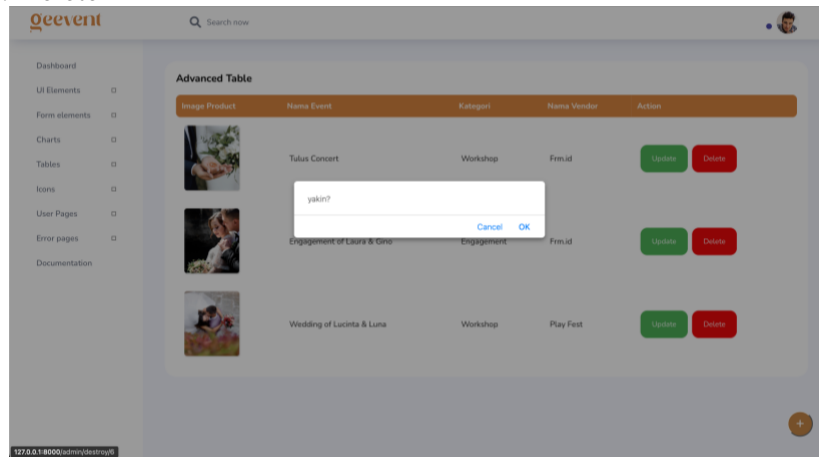 geevent
Search now
Dashboard
UI Elements
Form elements
Charts
Tables
Icons
User Pages
Error pages
Documentation
Advanced Table
Image Product Nama Event Kategori Nama Vendor Action
Tulus Concert Workshop Frm.id Update Delete
yakin?
Cancel OK
Engagement of Laura & Gino Engagement Frm.id Update Delete
Wedding of Lucinta & Luna Workshop Play Fest Update Delete
+
127.0.0.1:8000/admin/destroy/6